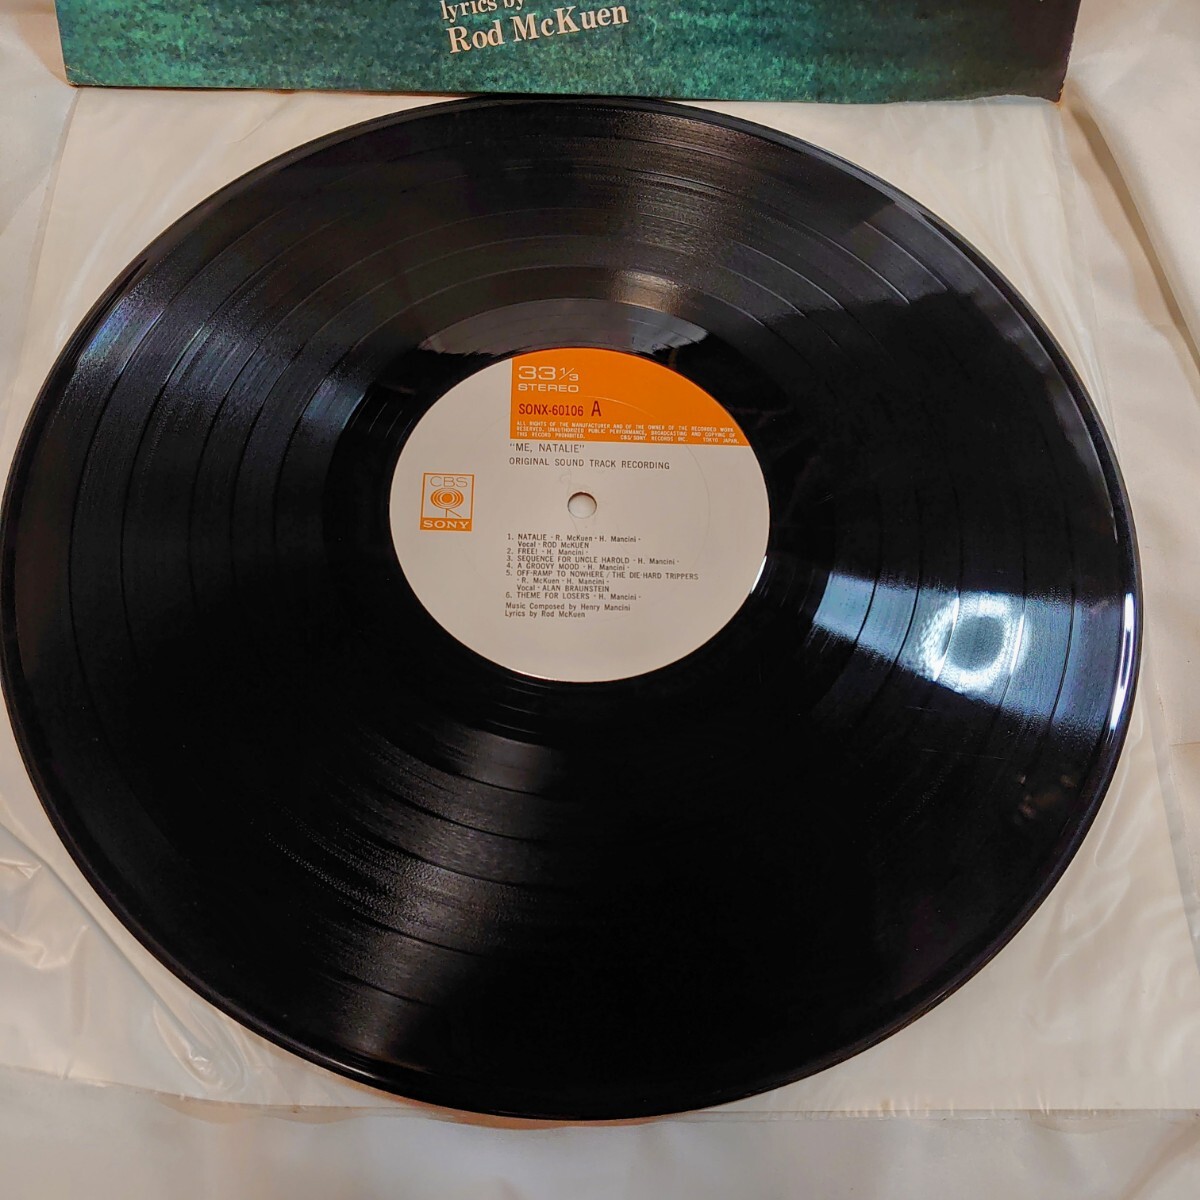 lyrics by
Rod McKuen
33 1/3
STEREO
SONX-60106 A
ALL RIGHTS OF THE MANUFACTURER AND OF THE OWNER OF THE RECORDED WORK
RESERVED. UNAUTHORIZED PUBLIC PERFORMANCE, BROADCASTING AND COPYING OF
THIS RECORD PROHIBITED. CBS/SONY RECORDS INC. TOKYO JAPAN.
"ME, NATALIE"
ORIGINAL SOUND TRACK RECORDING
CBS
SONY
1. NATALIE · R. McKuen · H. Mancini ·
Vocal · ROD McKUEN
2. FREE! · H. Mancini ·
3. SEQUENCE FOR UNCLE HAROLD · H. Mancini ·
4. A GROOVY MOOD · H. Mancini ·
5. OFF-RAMP TO NOWHERE / THE DIE-HARD TRIPPERS
· R. McKuen · H. Mancini ·
Vocal · ALAN BRAUNSTEIN
6. THEME FOR LOSERS · H. Mancini ·
Music Composed by Henry Mancini
Lyrics by Rod McKuen